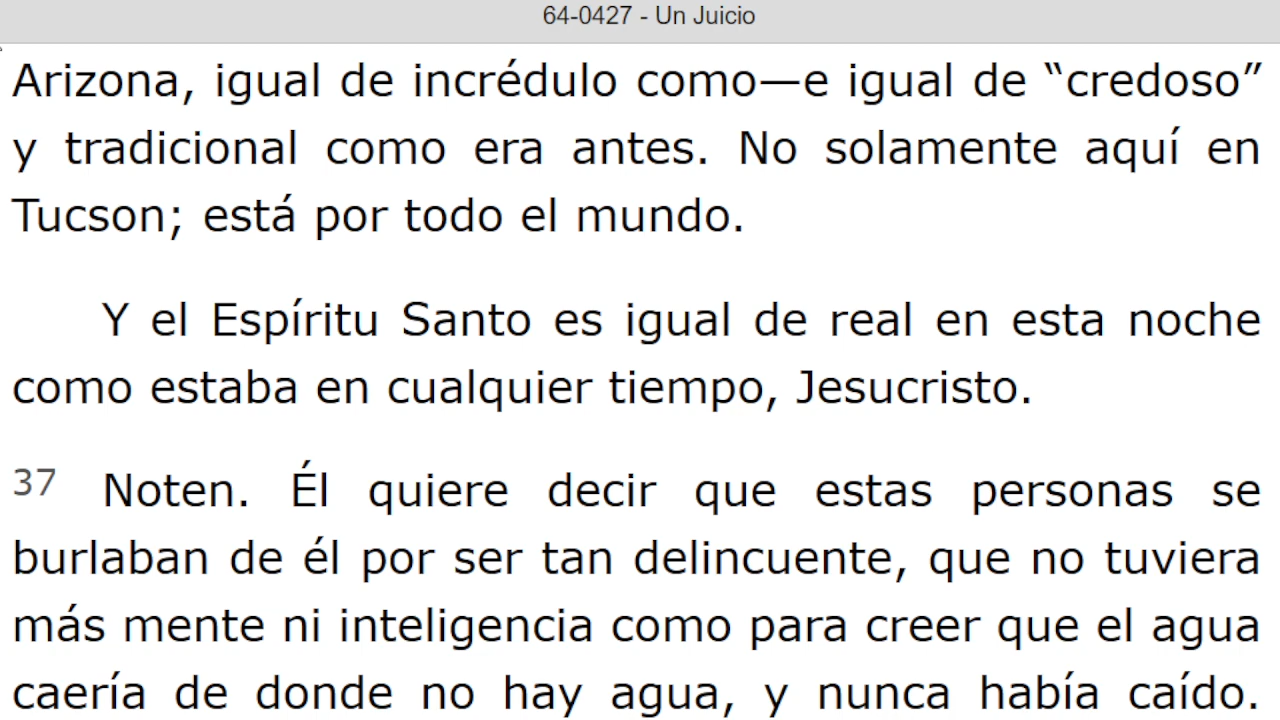 64-0427 - Un Juicio
Arizona, igual de incrédulo como—e igual de “credoso”
y tradicional como era antes. No solamente aquí en
Tucson; está por todo el mundo.
Y el Espíritu Santo es igual de real en esta noche
como estaba en cualquier tiempo, Jesucristo.
37 Noten. Él quiere decir que estas personas se
burlaban de él por ser tan delincuente, que no tuviera
más mente ni inteligencia como para creer que el agua
caería de donde no hay agua, y nunca había caído.